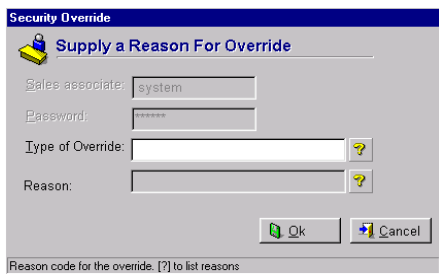 Security Override
Supply a Reason For Override
Sales associate: system
Password: ******
Type of Override: ?
Reason: ?
Ok Cancel
Reason code for the override. [?] to list reasons